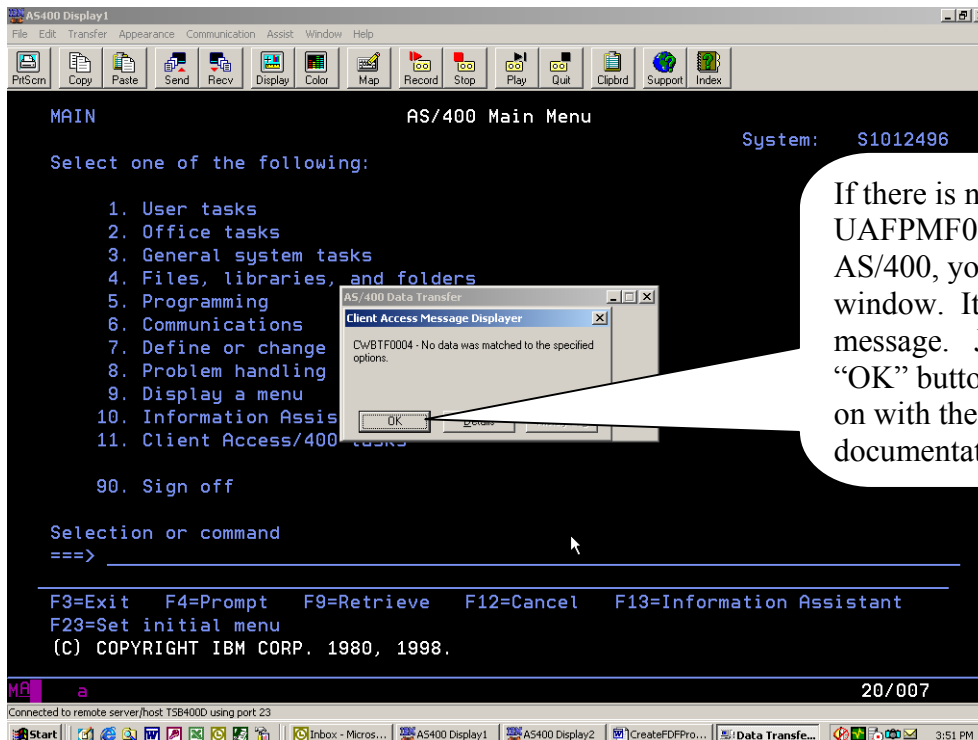 AS400 Display1
File Edit Transfer Appearance Communication Assist Window Help
PrtScrn Copy Paste Send Recv Display Color Map Record Stop Play Quit Clipbrd Support Index
MAIN AS/400 Main Menu
System: S1012496
Select one of the following:
1. User tasks
2. Office tasks
3. General system tasks
4. Files, libraries, and folders
5. Programming
6. Communications
7. Define or change
8. Problem handling
9. Display a menu
10. Information Assis
11. Client Access/400 tasks
90. Sign off
AS/400 Data Transfer
Client Access Message Displayer
CWBTF0004 - No data was matched to the specified
options.
OK Details
If there is n
UAFPMF0
AS/400, yo
window. It
message. J
“OK” butto
on with the
documentat
Selection or command
===>
F3=Exit F4=Prompt F9=Retrieve F12=Cancel F13=Information Assistant
F23=Set initial menu
(C) COPYRIGHT IBM CORP. 1980, 1998.
MA a 20/007
Connected to remote server/host TSB400D using port 23
Start Inbox - Micros... AS400 Display1 AS400 Display2 CreateFDFPro... Data Transfe... 3:51 PM